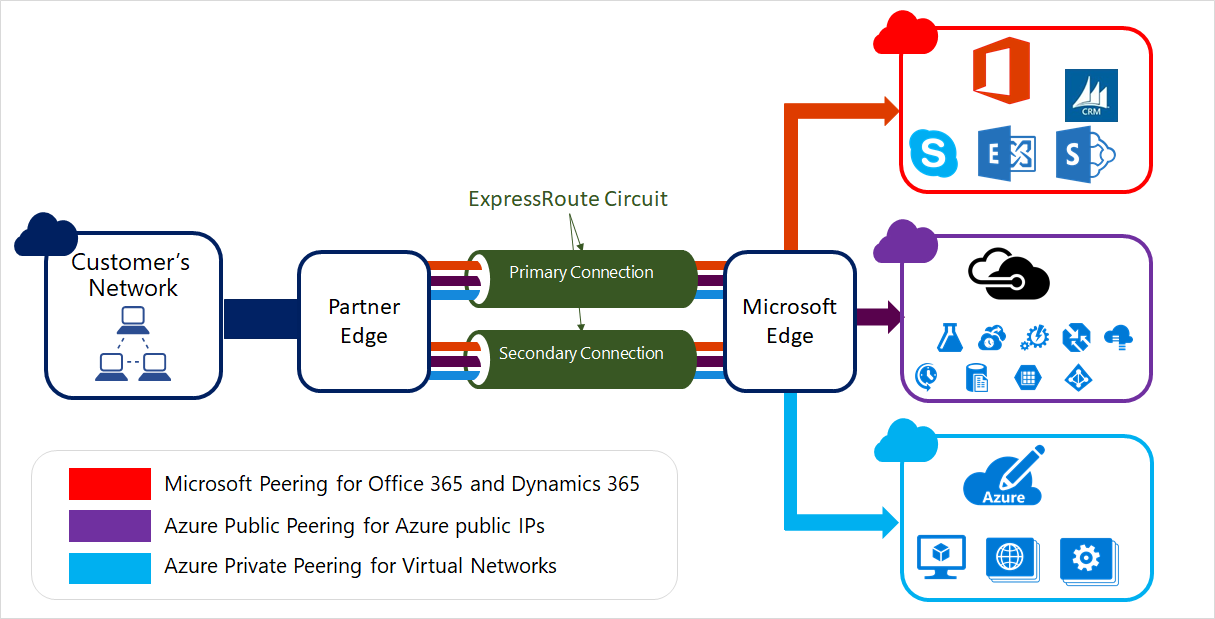 CRM
S
E
S
ExpressRoute Circuit
Customer's
Network
Primary Connection
Partner
Edge
Microsoft
Edge
Secondary Connection
Azure
Microsoft Peering for Office 365 and Dynamics 365
Azure Public Peering for Azure public IPs
Azure Private Peering for Virtual Networks